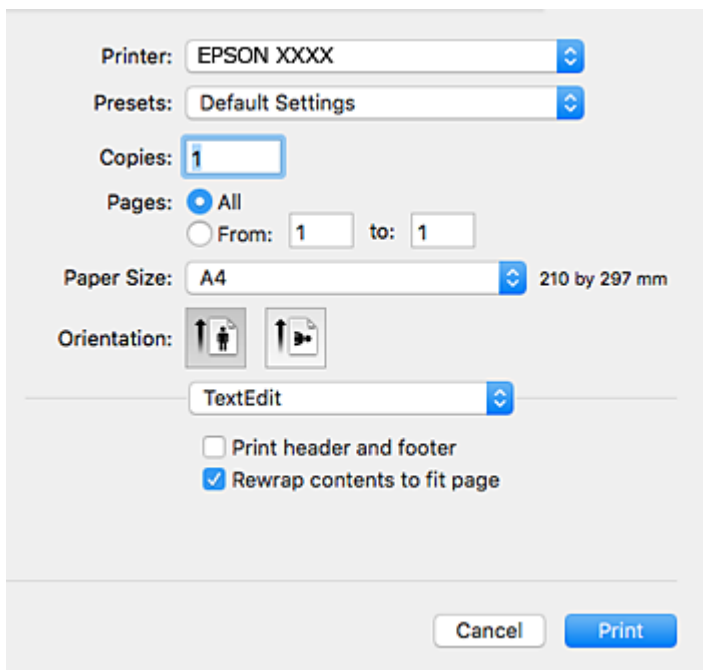 Printer: EPSON XXXX
Presets: Default Settings
Copies: 1
Pages: All
From: 1 to: 1
Paper Size: A4 210 by 297 mm
Orientation:
TextEdit
Print header and footer
Rewrap contents to fit page
Cancel Print